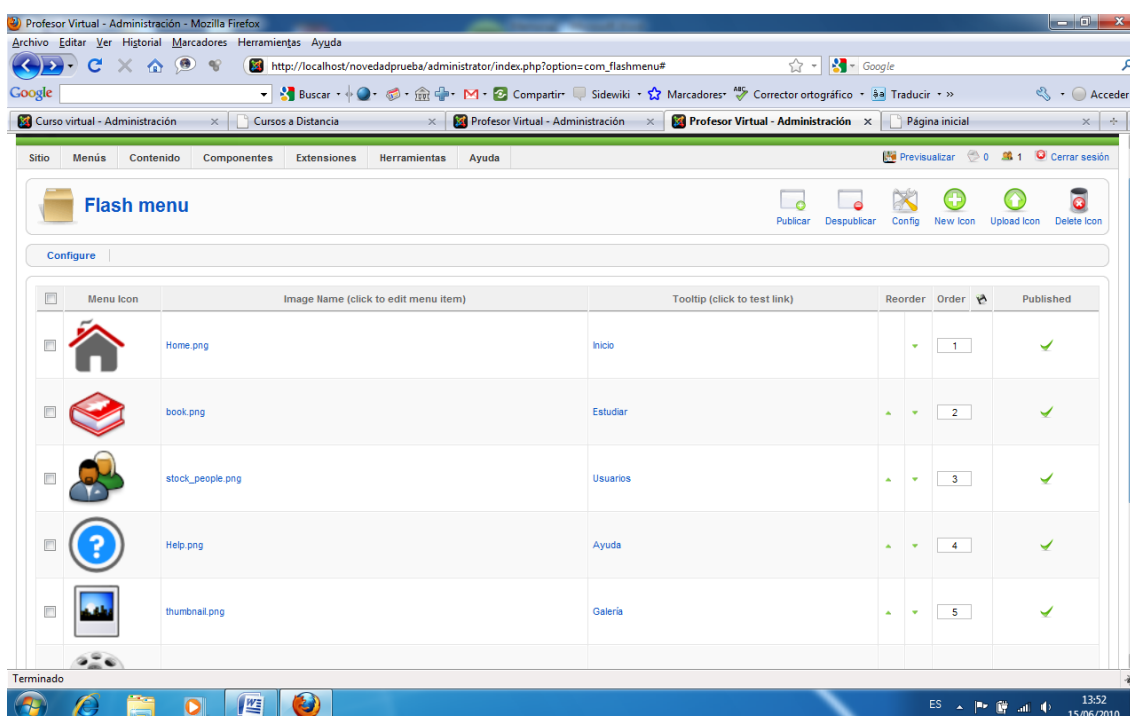 Profesor Virtual - Administración - Mozilla Firefox
Archivo Editar Ver Historial Marcadores Herramientas Ayuda
http://localhost/novedadprueba/administrator/index.php?option=com_flashmenu# Google
Google Buscar Compartir Sidewiki Marcadores ABC Corrector ortográfico Traducir » Acceder
Curso virtual - Administración Cursos a Distancia Profesor Virtual - Administración Profesor Virtual - Administración Página inicial
Sitio Menús Contenido Componentes Extensiones Herramientas Ayuda Previsualizar 0 1 Cerrar sesión
Flash menu
Publicar Despublicar Config New Icon Upload Icon Delete Icon
Configure
Menu Icon Image Name (click to edit menu item) Tooltip (click to test link) Reorder Order Published
Home.png Inicio 1
book.png Estudiar 2
stock_people.png Usuarios 3
Help.png Ayuda 4
thumbnail.png Galería 5
Terminado
ES 13:52
15/06/2010